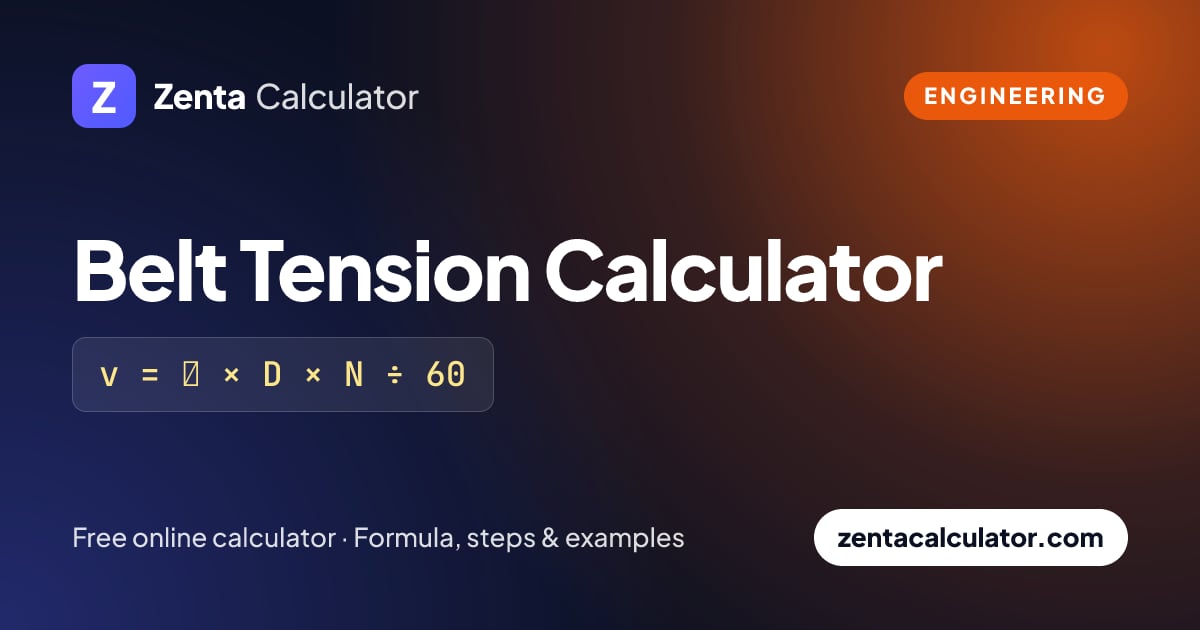 Z
Zenta Calculator
ENGINEERING
Belt Tension Calculator
v = › × D × N ÷ 60
Free online calculator · Formula, steps & examples
zentacalculator.com